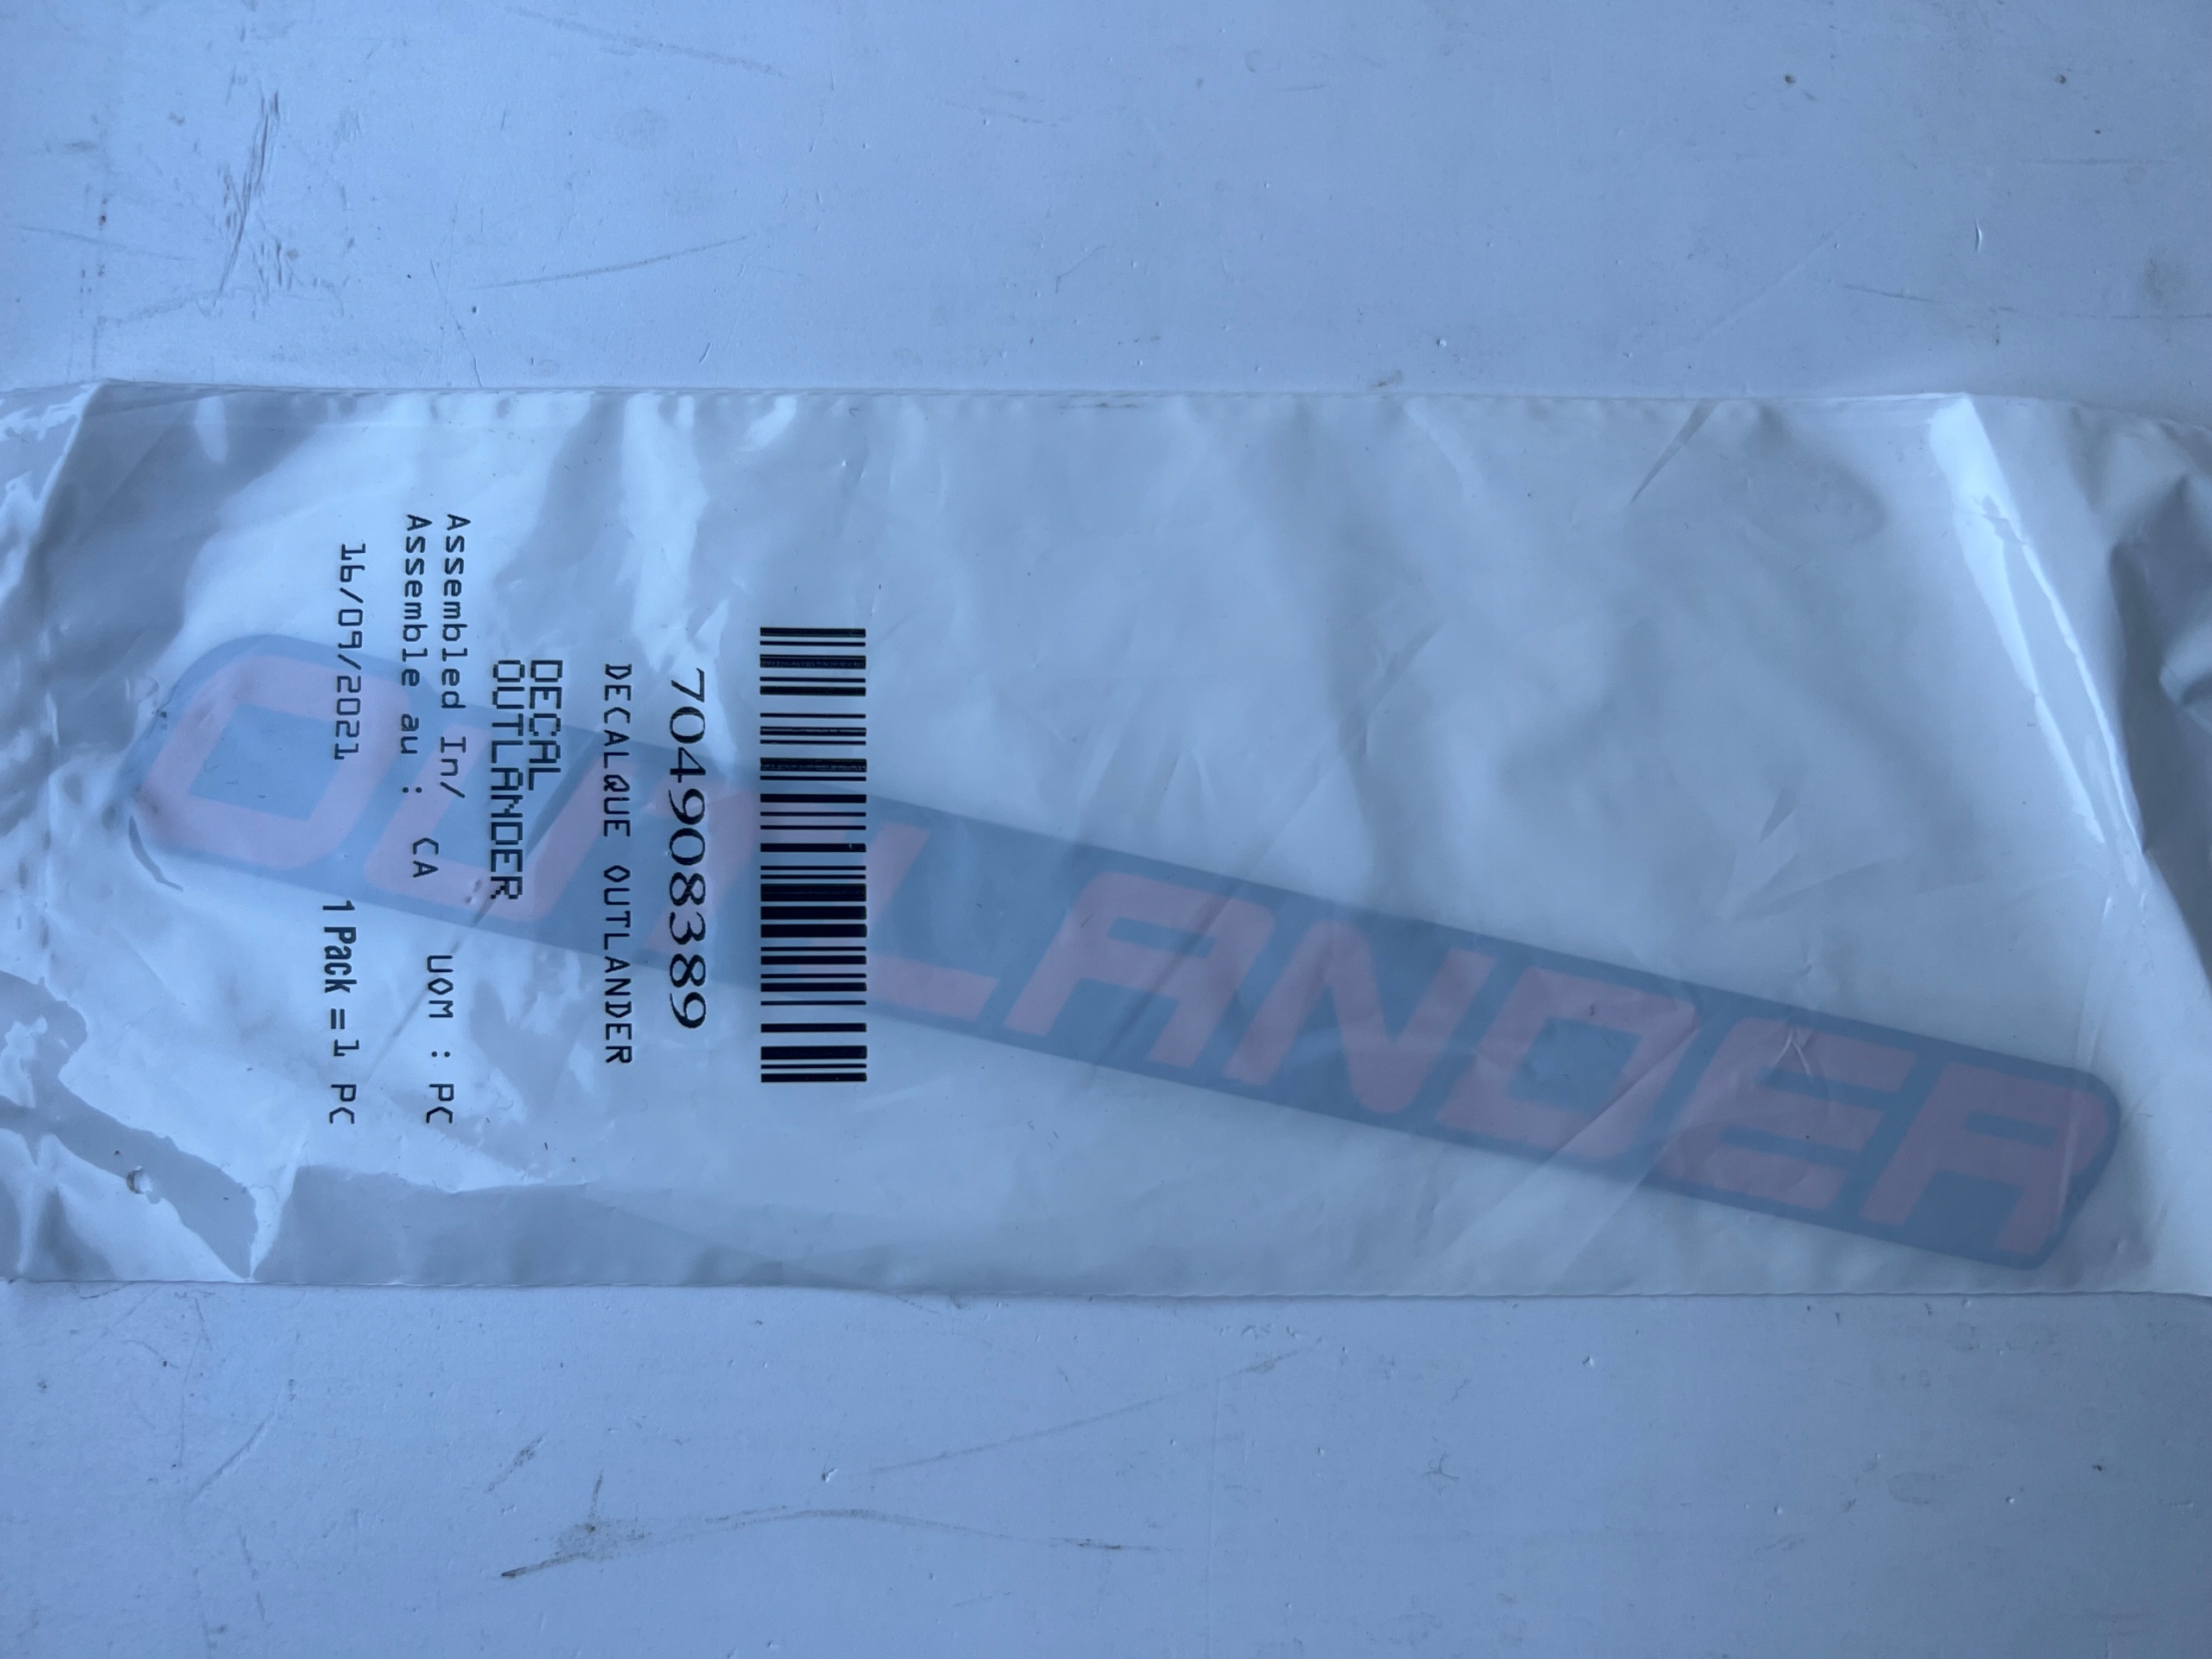 704908389
DECALQUE OUTLANDER
DECAL
OUTLANDER
Assembled In/
Assemble au : CA UOM : PC
16/09/2021 1 Pack = 1 PC
OUTLANDER